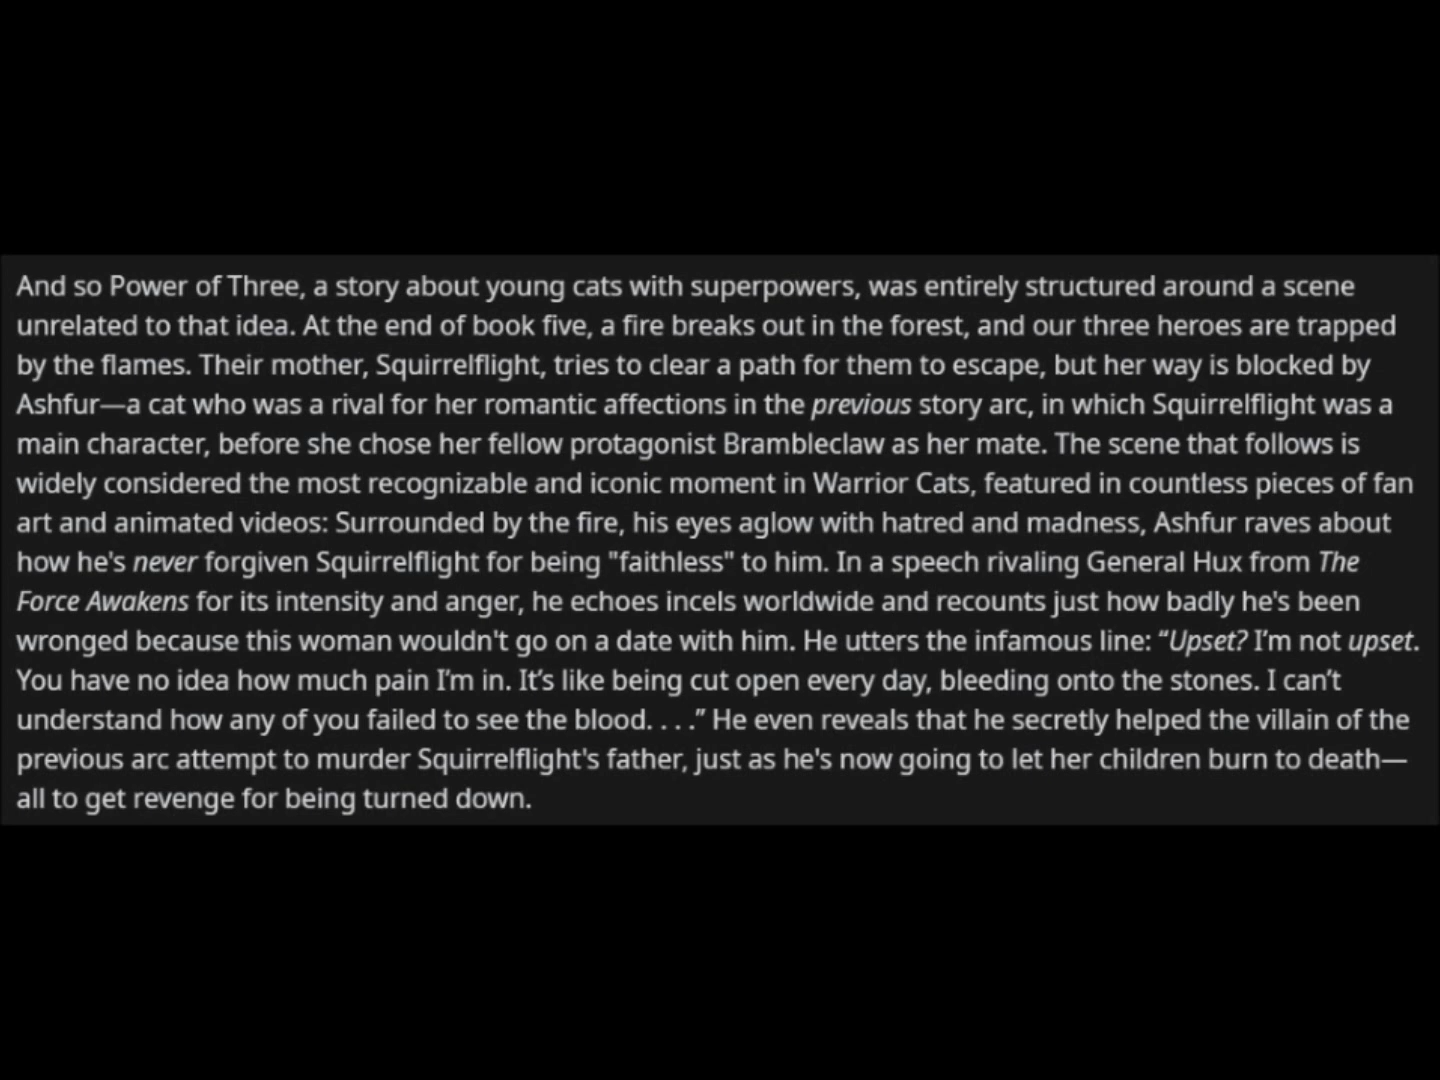 And so Power of Three, a story about young cats with superpowers, was entirely structured around a scene
unrelated to that idea. At the end of book five, a fire breaks out in the forest, and our three heroes are trapped
by the flames. Their mother, Squirrelflight, tries to clear a path for them to escape, but her way is blocked by
Ashfur—a cat who was a rival for her romantic affections in the previous story arc, in which Squirrelflight was a
main character, before she chose her fellow protagonist Brambleclaw as her mate. The scene that follows is
widely considered the most recognizable and iconic moment in Warrior Cats, featured in countless pieces of fan
art and animated videos: Surrounded by the fire, his eyes aglow with hatred and madness, Ashfur raves about
how he's never forgiven Squirrelflight for being "faithless" to him. In a speech rivaling General Hux from The
Force Awakens for its intensity and anger, he echoes incels worldwide and recounts just how badly he's been
wronged because this woman wouldn't go on a date with him. He utters the infamous line: “Upset? I’m not upset.
You have no idea how much pain I’m in. It’s like being cut open every day, bleeding onto the stones. I can’t
understand how any of you failed to see the blood. . . .” He even reveals that he secretly helped the villain of the
previous arc attempt to murder Squirrelflight's father, just as he's now going to let her children burn to death—
all to get revenge for being turned down.